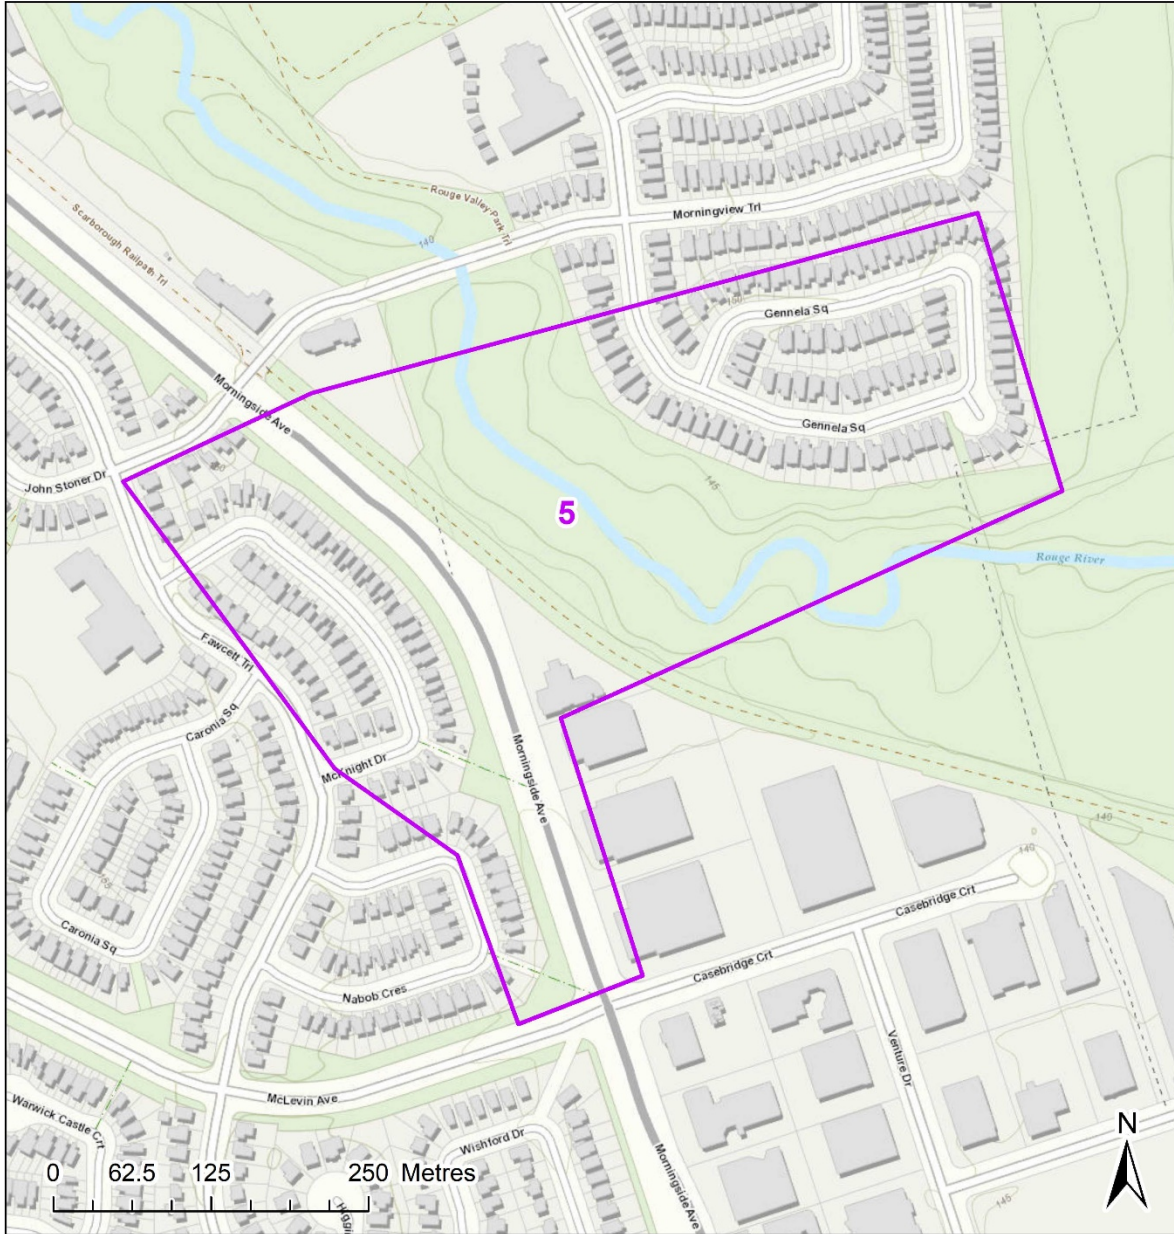 Rouge Valley Park Trl
Morningview Trl
140
Scarborough Railpath Trl
150
Gennela Sq
Morningside Ave
Gennela Sq
John Stoner Dr
145
5
Rouge River
Fawcett Trl
Caronia Sq
McKnight Dr
Morningside Ave
140
140
Casebridge Crt
Caronia Sq
Casebridge Crt
Nabob Cres
Venture Dr
McLevin Ave
Warwick Castle Crt
Wishford Dr
N
0 62.5 125 250 Metres
Morningside Ave
145